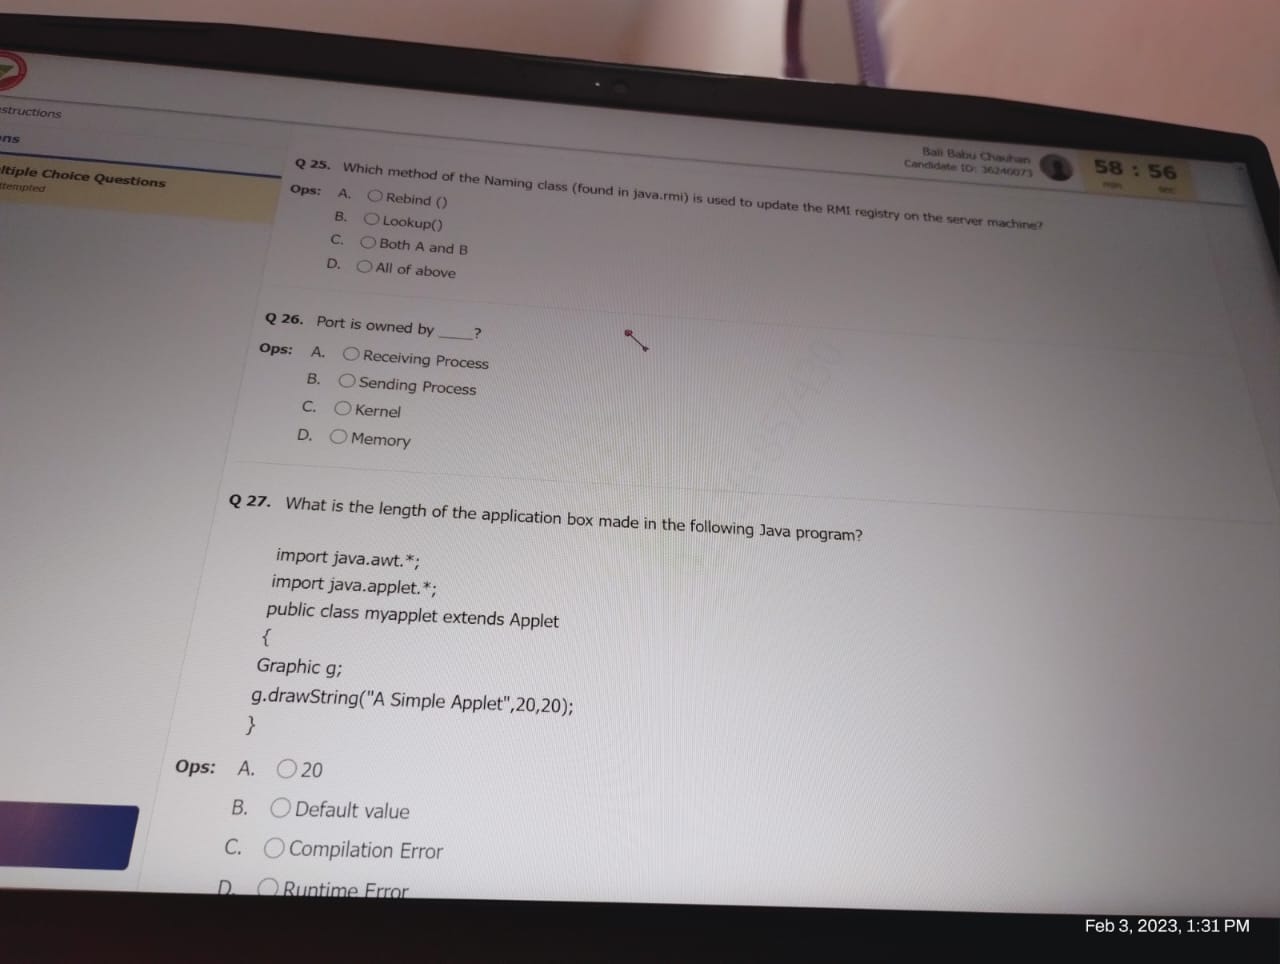 structions
ns
ltiple Choice Questions
ttempted
Bali Babu Chauhan
Candidate ID: 36240073
58 : 56
min sec
Q 25. Which method of the Naming class (found in java.rmi) is used to update the RMI registry on the server machine?
Ops: A. Rebind ()
B. Lookup()
C. Both A and B
D. All of above
Q 26. Port is owned by ____?
Ops: A. Receiving Process
B. Sending Process
C. Kernel
D. Memory
Q 27. What is the length of the application box made in the following Java program?
import java.awt.*;
import java.applet.*;
public class myapplet extends Applet
{
Graphic g;
g.drawString("A Simple Applet",20,20);
}
Ops: A. 20
B. Default value
C. Compilation Error
D. Runtime Error
Feb 3, 2023, 1:31 PM